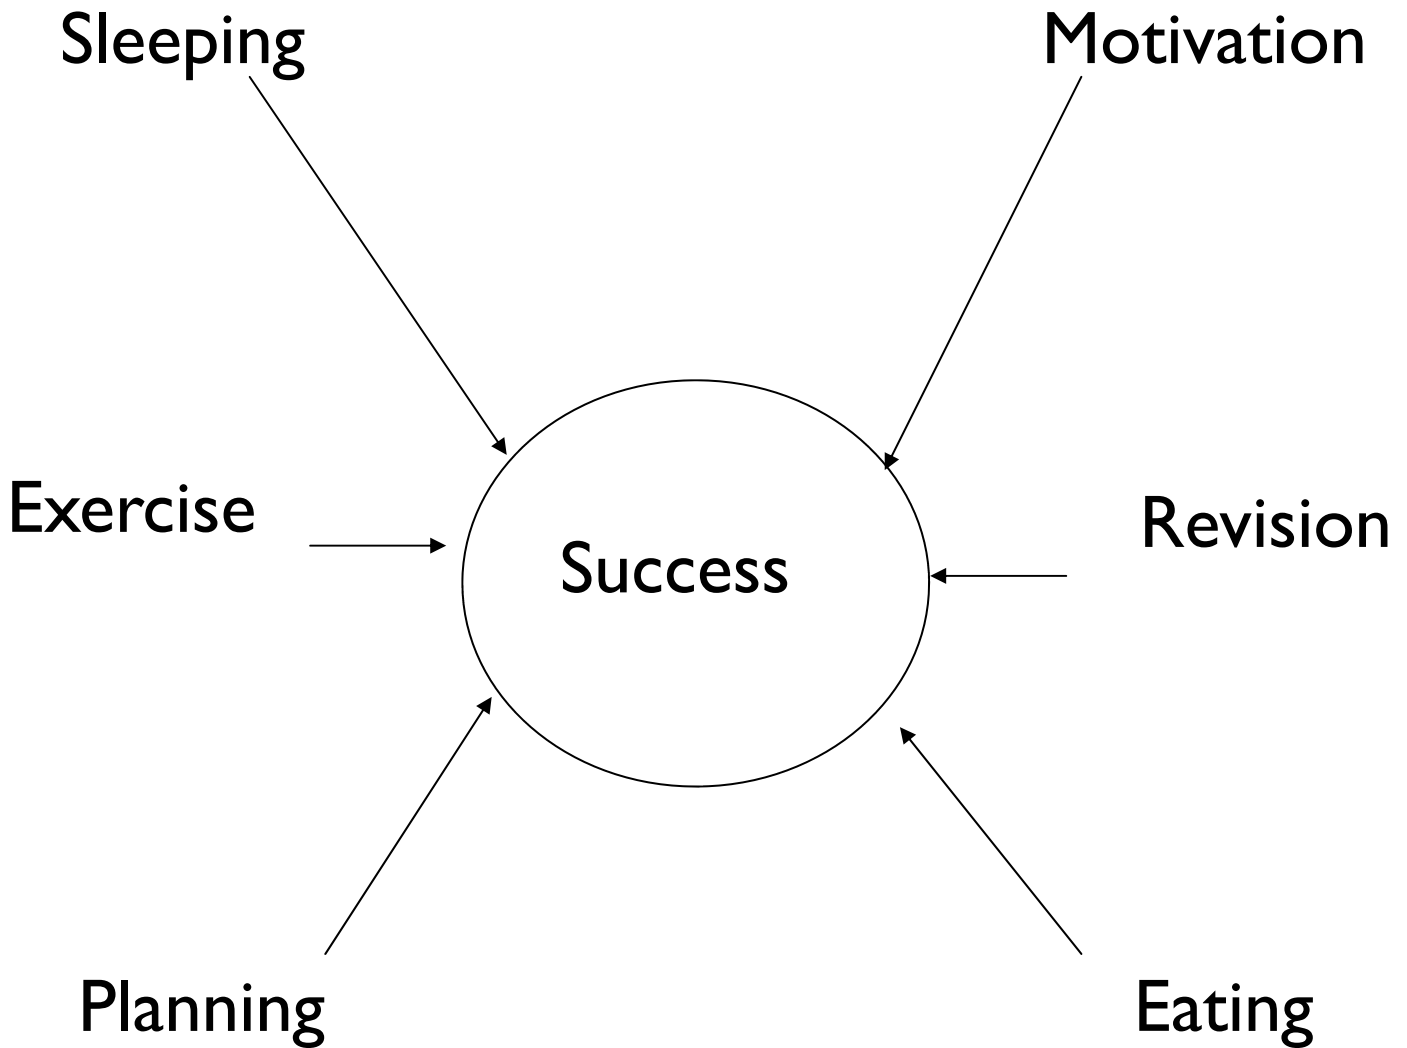 Sleeping
Motivation
Exercise
Revision
Success
Planning
Eating